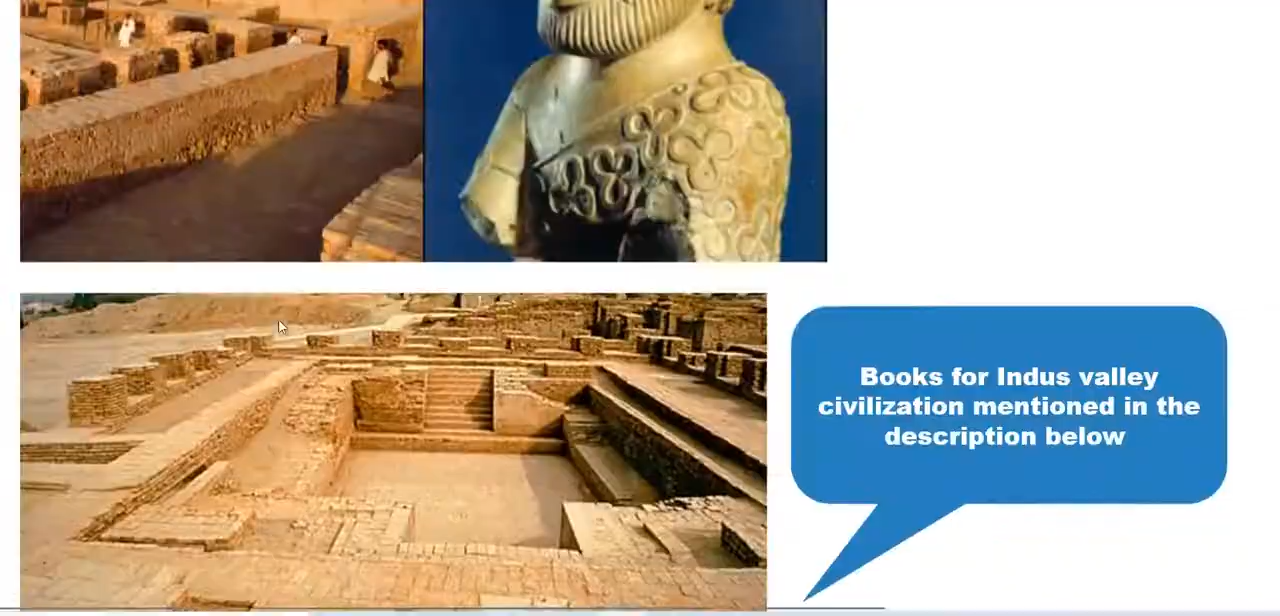 Books for Indus valley
civilization mentioned in the
description below